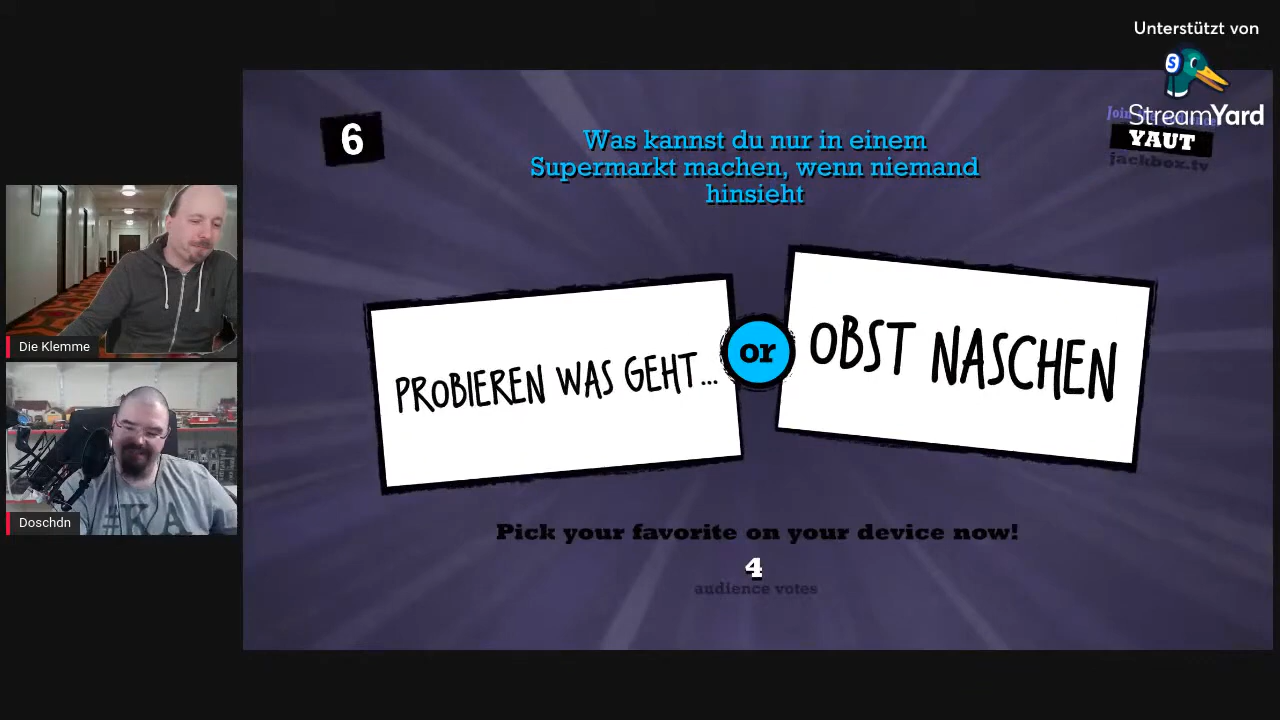 Unterstützt von
StreamYard
6
Was kannst du nur in einem
Supermarkt machen, wenn niemand
hinsieht
YAUT
jackbox.tv
PROBIEREN WAS GEHT...
or
OBST NASCHEN
Die Klemme
Doschdn
Pick your favorite on your device now!
4
audience votes